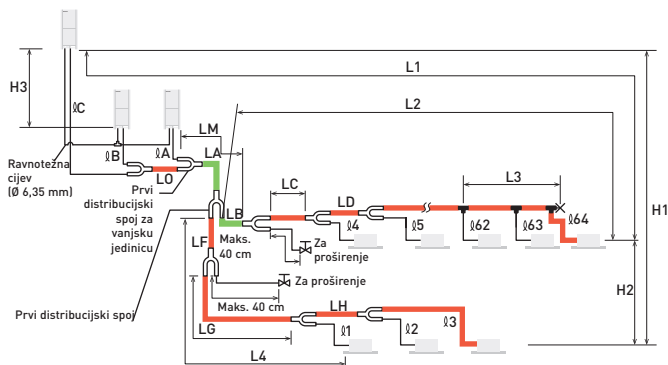 L1
H3
L2
ℓC
LM
ℓB
ℓA
LA
L3
Ravnotežna
cijev
(Ø 6,35 mm)
LO
Prvi
distribucijski
spoj za
vanjsku
jedinicu
LC
LD
H1
LB
ℓ4
ℓ5
ℓ62
ℓ63
ℓ64
LF
Maks.
40 cm
Za
proširenje
H2
Za proširenje
Prvi distribucijski spoj
Maks. 40 cm
LH
LG
ℓ1
ℓ2
ℓ3
L4